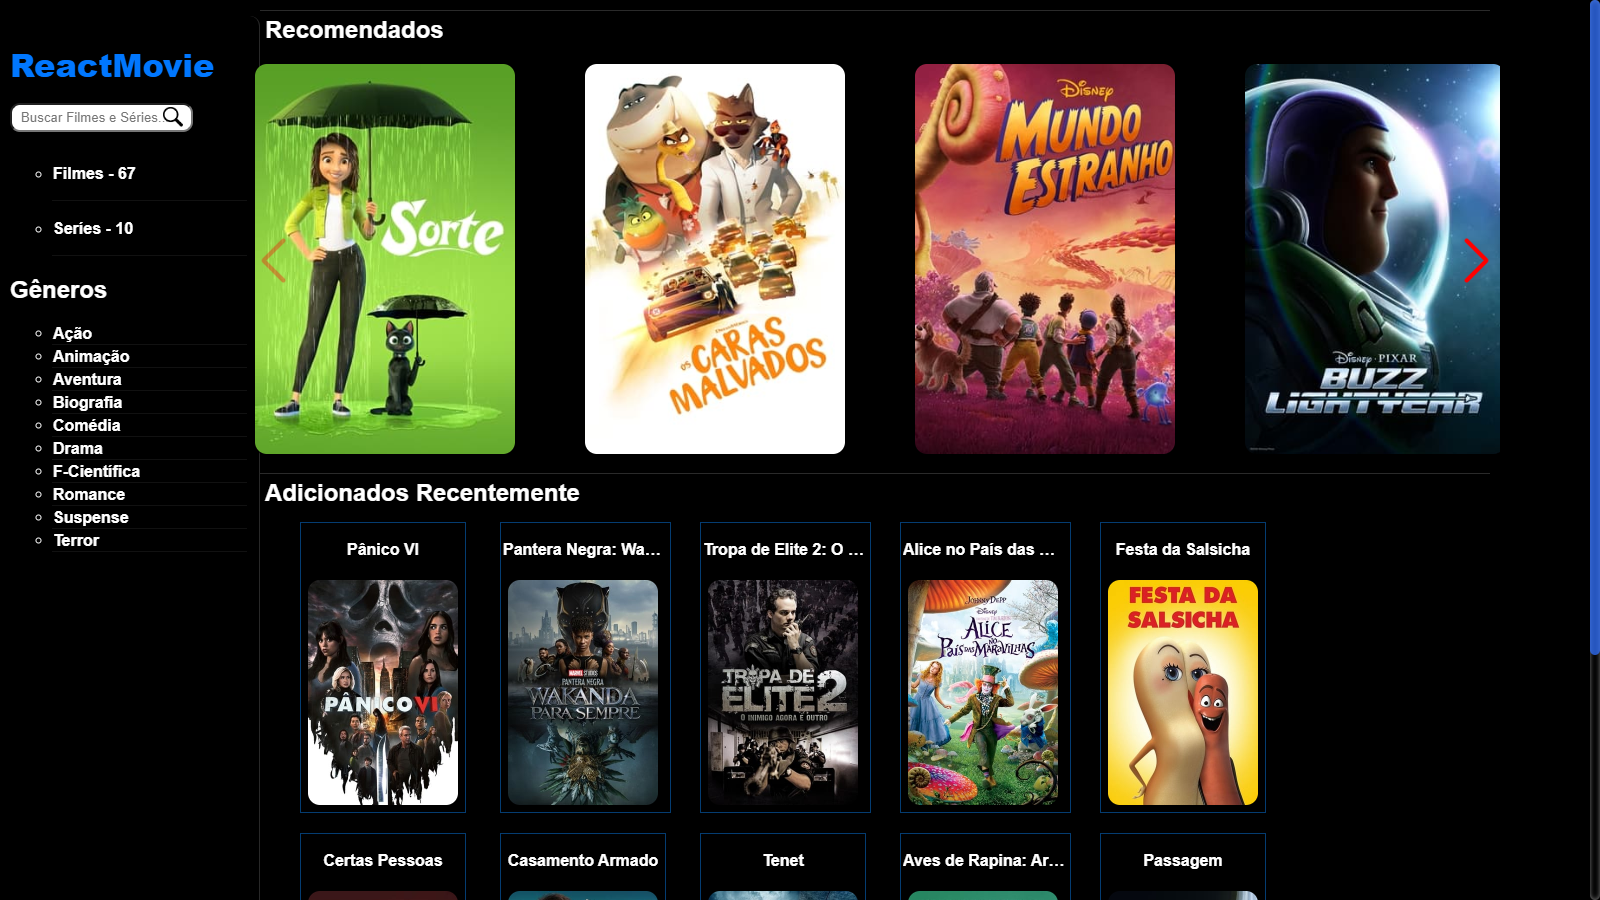 ReactMovie
Buscar Filmes e Séries.
Filmes - 67
Series - 10
Gêneros
Ação
Animação
Aventura
Biografia
Comédia
Drama
F-Científica
Romance
Suspense
Terror
Recomendados
Sorte
OS CARAS
MALVADOS
Disney
MUNDO
ESTRANHO
Disney · PIXAR
BUZZ
LIGHTYEAR
Adicionados Recentemente
Pânico VI
Pantera Negra: Wa...
Tropa de Elite 2: O ...
Alice no País das ...
Festa da Salsicha
PÂNICO VI
MARVEL STUDIOS
PANTERA NEGRA
WAKANDA
PARA SEMPRE
TROPA DE
ELITE 2
O INIMIGO AGORA É OUTRO
JOHNNY DEPP
Disney
ALICE
NO
PAÍS DAS MARAVILHAS
FESTA DA
SALSICHA
Certas Pessoas
Casamento Armado
Tenet
Aves de Rapina: Ar...
Passagem